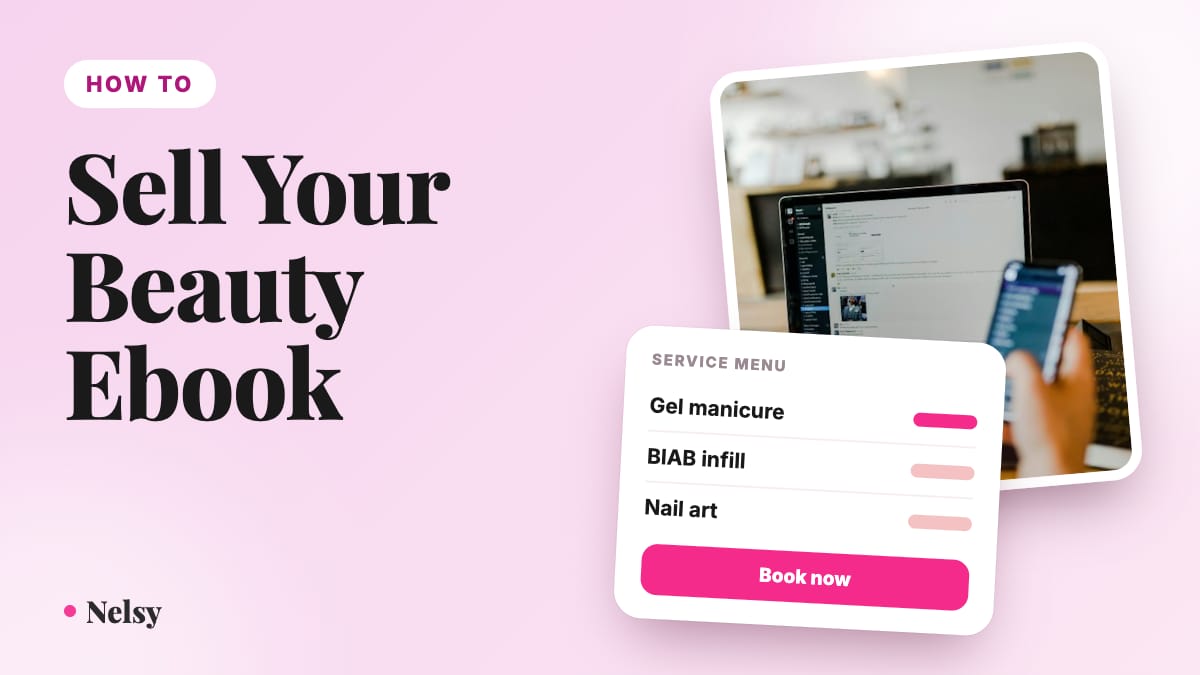 HOW TO
Sell Your
Beauty
Ebook
Nelsy
SERVICE MENU
Gel manicure
BIAB infill
Nail art
Book now